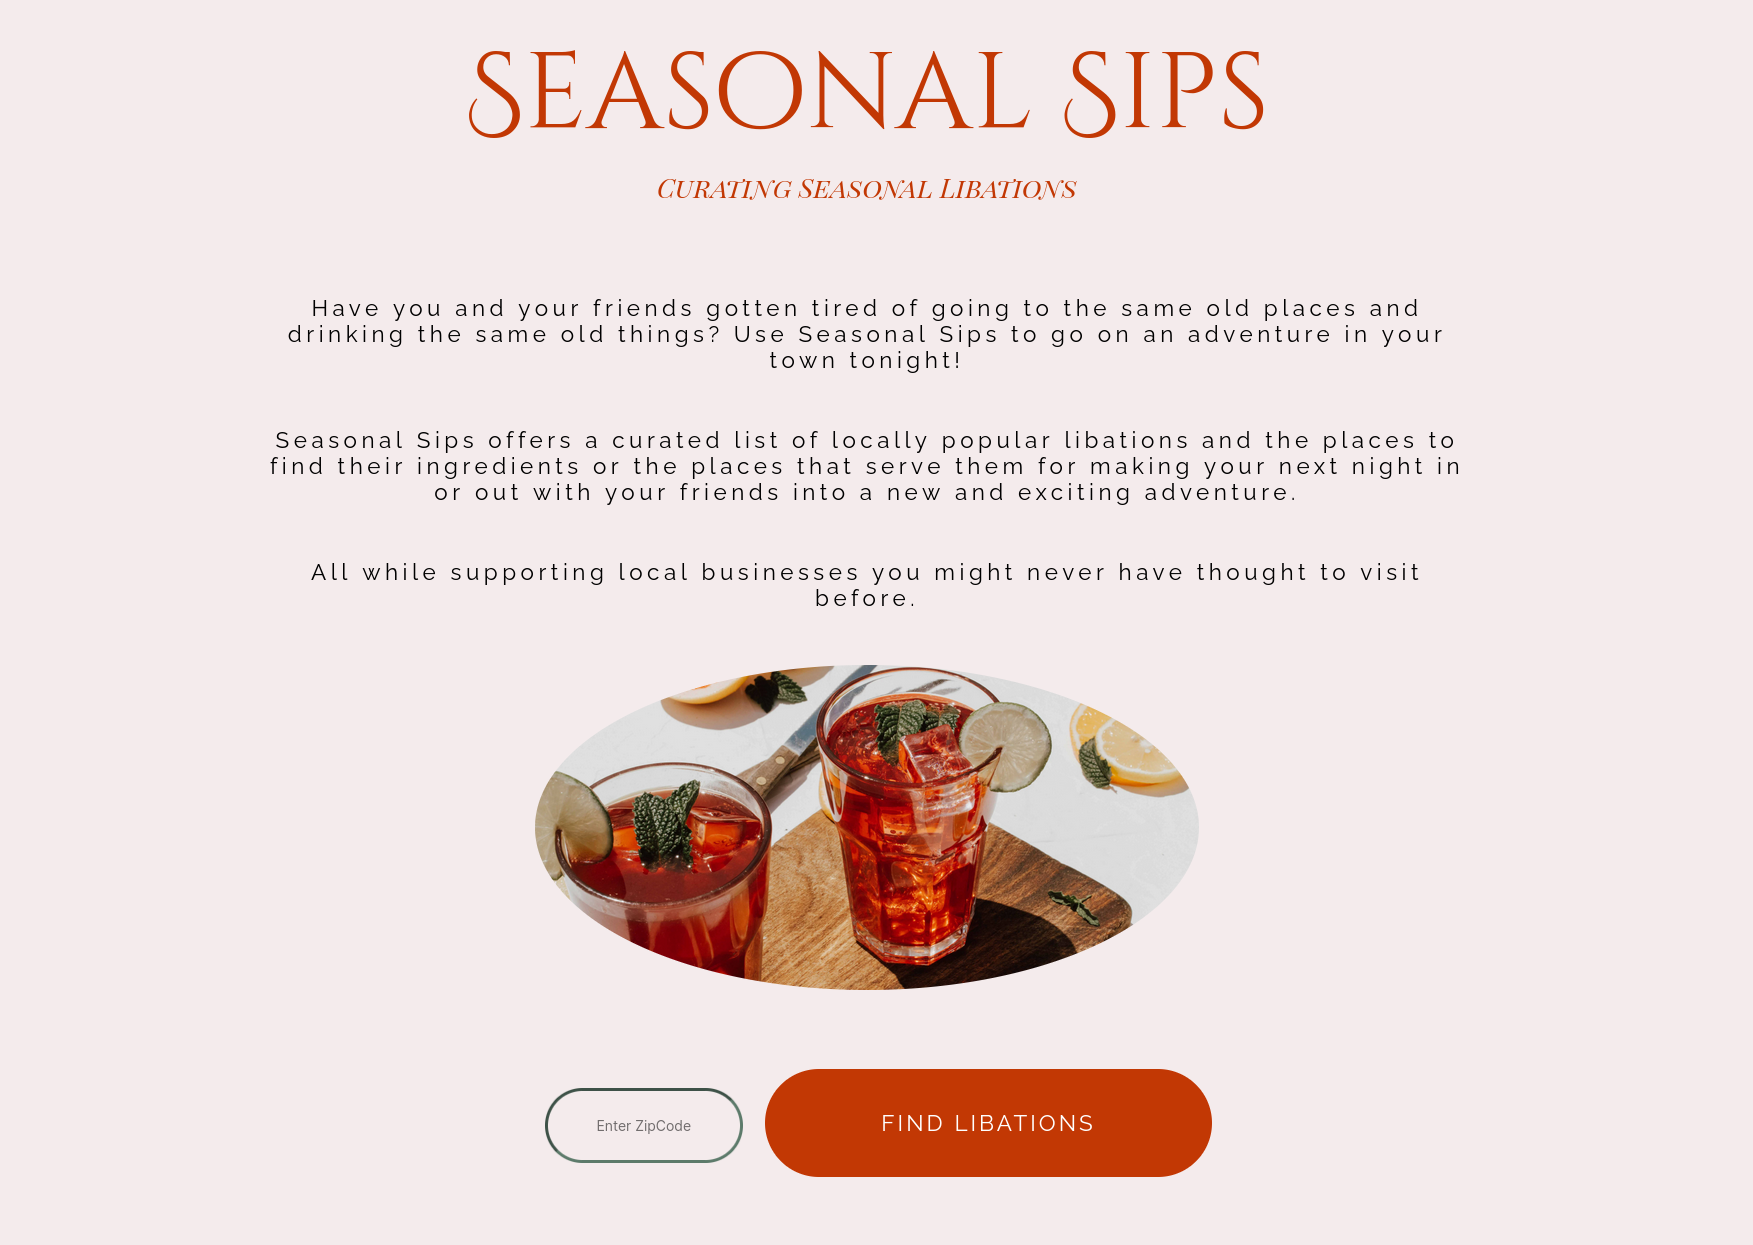 Seasonal Sips
Curating Seasonal Libations
Have you and your friends gotten tired of going to the same old places and
drinking the same old things? Use Seasonal Sips to go on an adventure in your
town tonight!
Seasonal Sips offers a curated list of locally popular libations and the places to
find their ingredients or the places that serve them for making your next night in
or out with your friends into a new and exciting adventure.
All while supporting local businesses you might never have thought to visit
before.
Enter ZipCode
FIND LIBATIONS